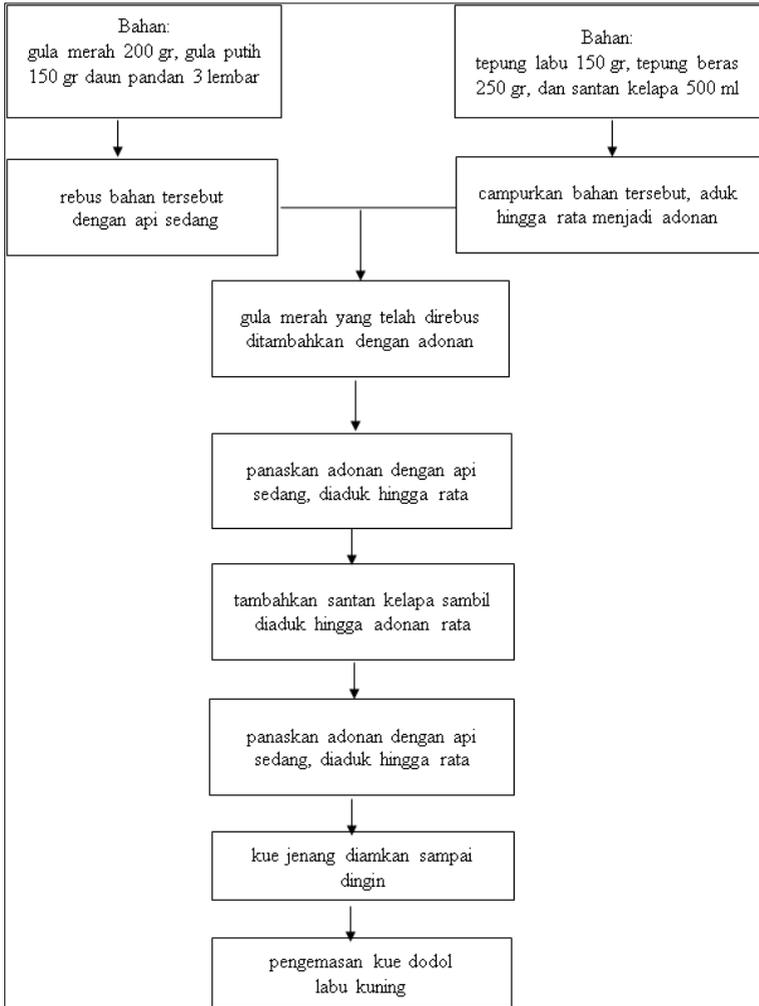 Bahan:
gula merah 200 gr, gula putih
150 gr daun pandan 3 lembar
Bahan:
tepung labu 150 gr, tepung beras
250 gr, dan santan kelapa 500 ml
rebus bahan tersebut
dengan api sedang
campurkan bahan tersebut, aduk
hingga rata menjadi adonan
gula merah yang telah direbus
ditambahkan dengan adonan
panaskan adonan dengan api
sedang, diaduk hingga rata
tambahkan santan kelapa sambil
diaduk hingga adonan rata
panaskan adonan dengan api
sedang, diaduk hingga rata
kue jenang diamkan sampai
dingin
pengemasan kue dodol
labu kuning